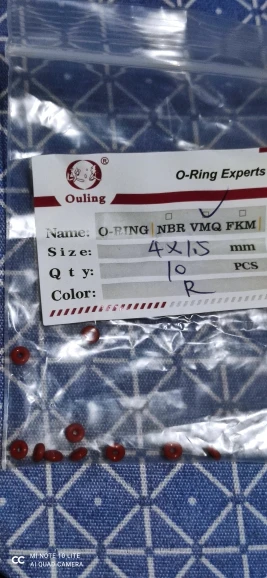 ®
Ouling
O-Ring Experts
Name: O-RING NBR VMQ FKM
Size: 4X1.5 mm
Qty: 10 PCS
Color: R
MI NOTE 10 LITE
AI QUAD CAMERA